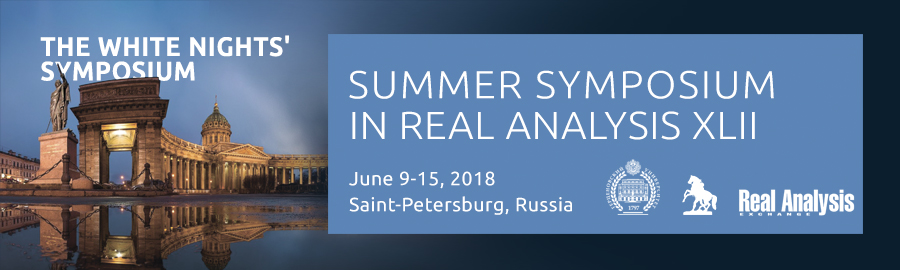 THE WHITE NIGHTS'
SYMPOSIUM
SUMMER SYMPOSIUM
IN REAL ANALYSIS XLII
June 9-15, 2018
Saint-Petersburg, Russia
1797
Real Analysis
EXCHANGE